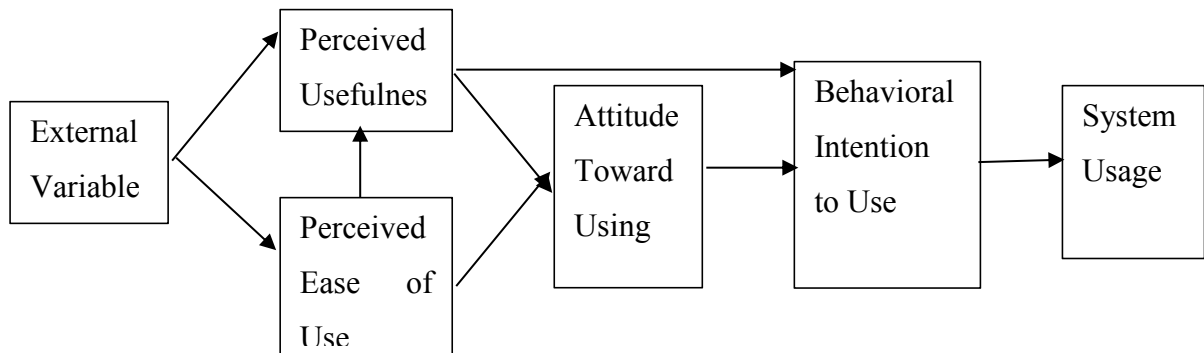 External
Variable
Perceived
Usefulnes
Perceived
Ease of
Use
Attitude
Toward
Using
Behavioral
Intention
to Use
System
Usage